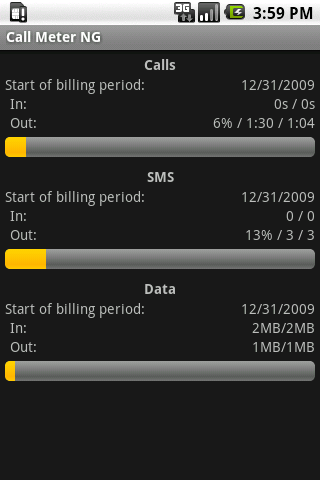 3G 3:59 PM
Call Meter NG
Calls
Start of billing period: 12/31/2009
In: 0s / 0s
Out: 6% / 1:30 / 1:04
SMS
Start of billing period: 12/31/2009
In: 0 / 0
Out: 13% / 3 / 3
Data
Start of billing period: 12/31/2009
In: 2MB/2MB
Out: 1MB/1MB